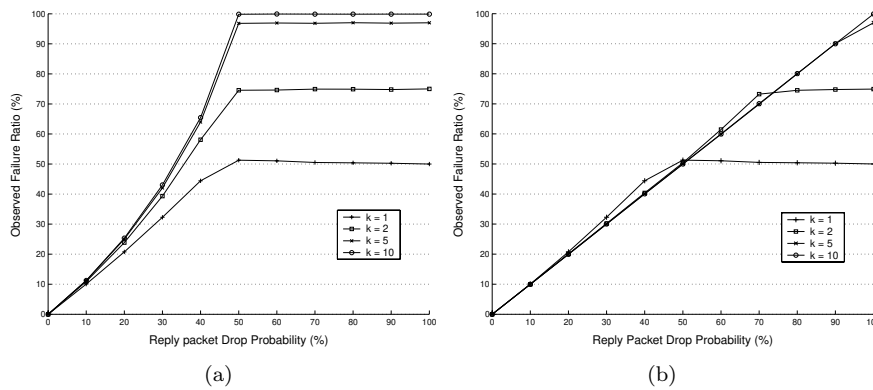 100
90
80
70
60
50
40
30
20
10
0
Observed Failure Ratio (%)
k = 1
k = 2
k = 5
k = 10
0 10 20 30 40 50 60 70 80 90 100
Reply packet Drop Probability (%)
(a)
100
90
80
70
60
50
40
30
20
10
0
Observed Failure Ratio (%)
k = 1
k = 2
k = 5
k = 10
0 10 20 30 40 50 60 70 80 90 100
Reply Packet Drop Probability (%)
(b)